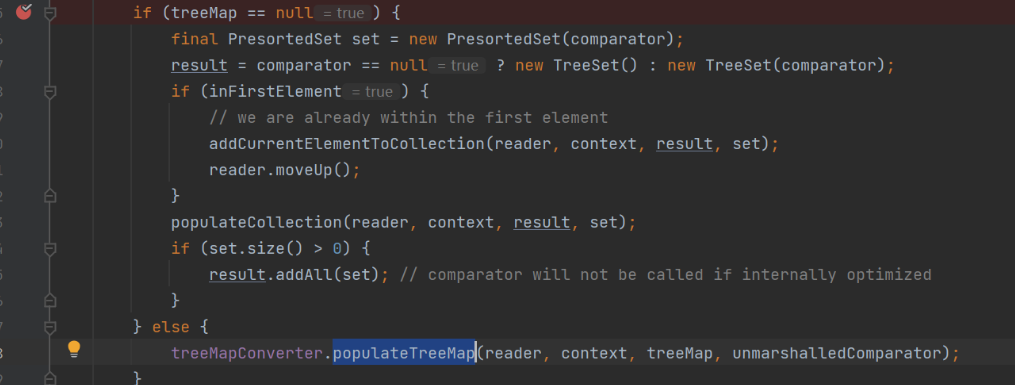 if (treeMap == null = true ) {
final PresortedSet set = new PresortedSet(comparator);
result = comparator == null = true ? new TreeSet() : new TreeSet(comparator);
if (inFirstElement = true ) {
// we are already within the first element
addCurrentElementToCollection(reader, context, result, set);
reader.moveUp();
}
populateCollection(reader, context, result, set);
if (set.size() > 0) {
result.addAll(set); // comparator will not be called if internally optimized
}
} else {
treeMapConverter.populateTreeMap(reader, context, treeMap, unmarshalledComparator);
}